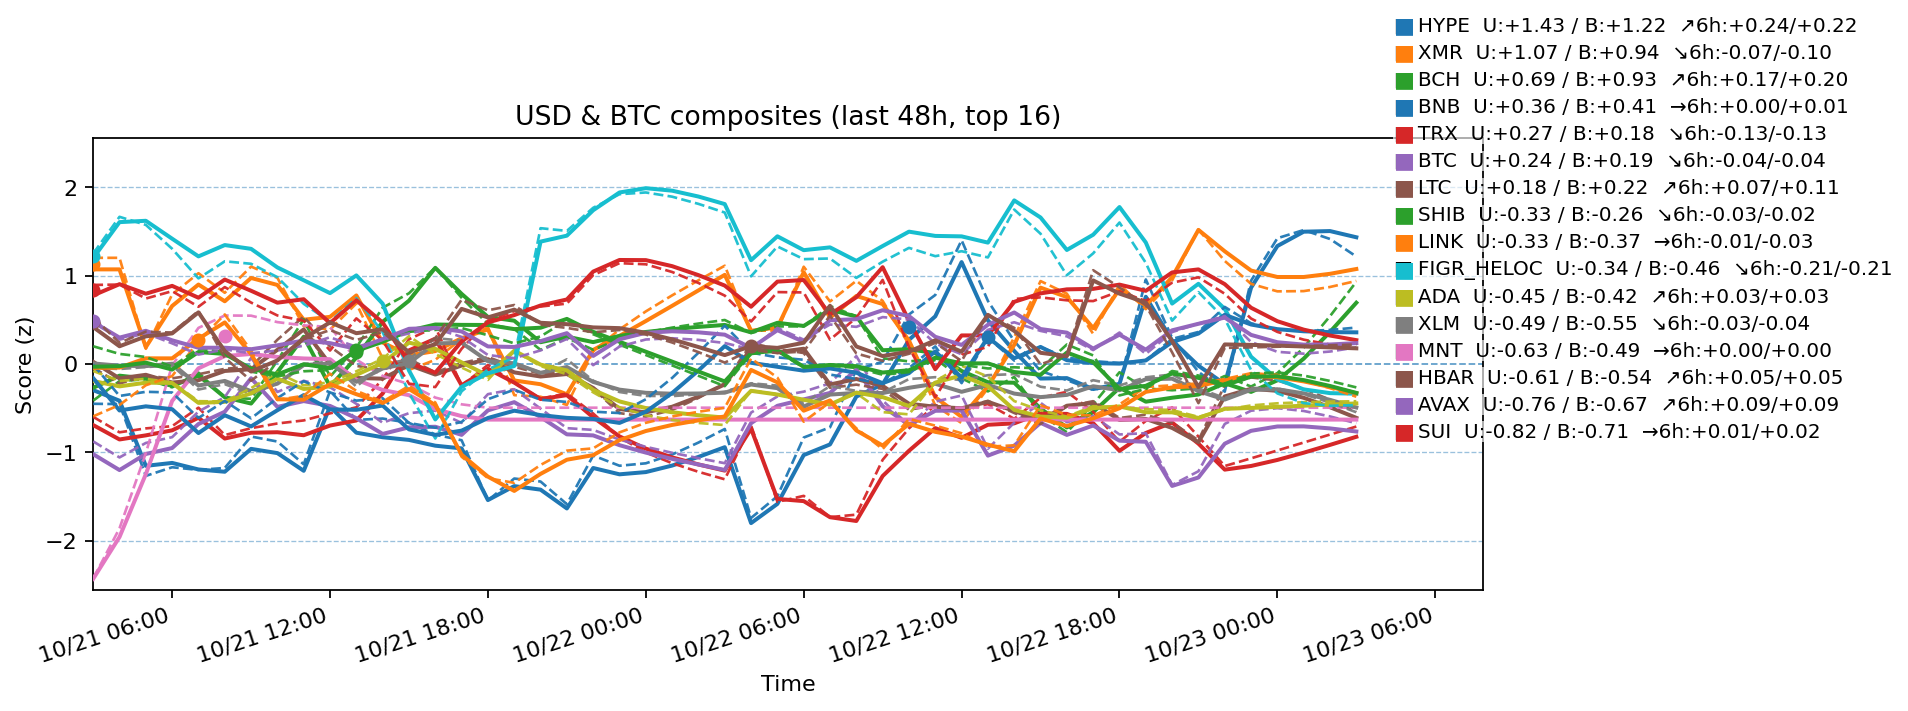 HYPE  U:+1.43 / B:+1.22  ↗6h:+0.24/+0.22
XMR  U:+1.07 / B:+0.94  ↘6h:-0.07/-0.10
BCH  U:+0.69 / B:+0.93  ↗6h:+0.17/+0.20
BNB  U:+0.36 / B:+0.41  →6h:+0.00/+0.01
TRX  U:+0.27 / B:+0.18  ↘6h:-0.13/-0.13
BTC  U:+0.24 / B:+0.19  ↘6h:-0.04/-0.04
LTC  U:+0.18 / B:+0.22  ↗6h:+0.07/+0.11
SHIB  U:-0.33 / B:-0.26  ↘6h:-0.03/-0.02
LINK  U:-0.33 / B:-0.37  →6h:-0.01/-0.03
FIGR_HELOC  U:-0.34 / B:-0.46  ↘6h:-0.21/-0.21
ADA  U:-0.45 / B:-0.42  ↗6h:+0.03/+0.03
XLM  U:-0.49 / B:-0.55  ↘6h:-0.03/-0.04
MNT  U:-0.63 / B:-0.49  →6h:+0.00/+0.00
HBAR  U:-0.61 / B:-0.54  ↗6h:+0.05/+0.05
AVAX  U:-0.76 / B:-0.67  ↗6h:+0.09/+0.09
SUI  U:-0.82 / B:-0.71  →6h:+0.01/+0.02
USD & BTC composites (last 48h, top 16)
Score (z)
2
1
0
−1
−2
10/21 06:00
10/21 12:00
10/21 18:00
10/22 00:00
10/22 06:00
10/22 12:00
10/22 18:00
10/23 00:00
10/23 06:00
Time